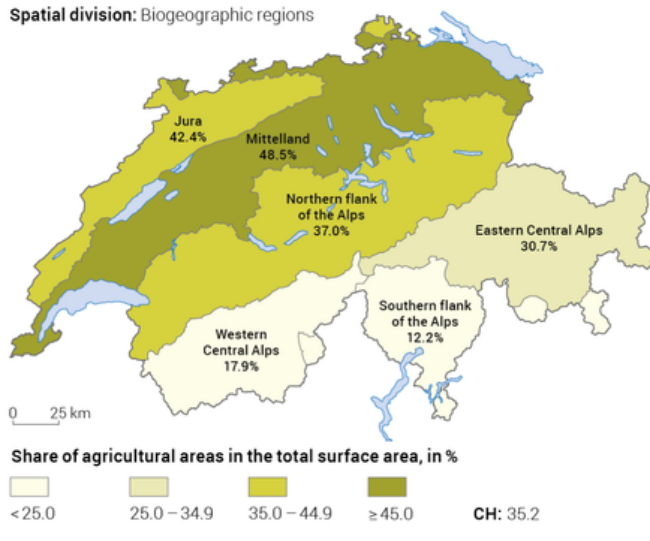 Spatial division: Biogeographic regions
Jura
42.4%
Mittelland
48.5%
Northern flank
of the Alps
37.0%
Eastern Central Alps
30.7%
Southern flank
of the Alps
12.2%
Western
Central Alps
17.9%
0 25 km
Share of agricultural areas in the total surface area, in %
<25.0 25.0 – 34.9 35.0 – 44.9 ≥45.0 CH: 35.2